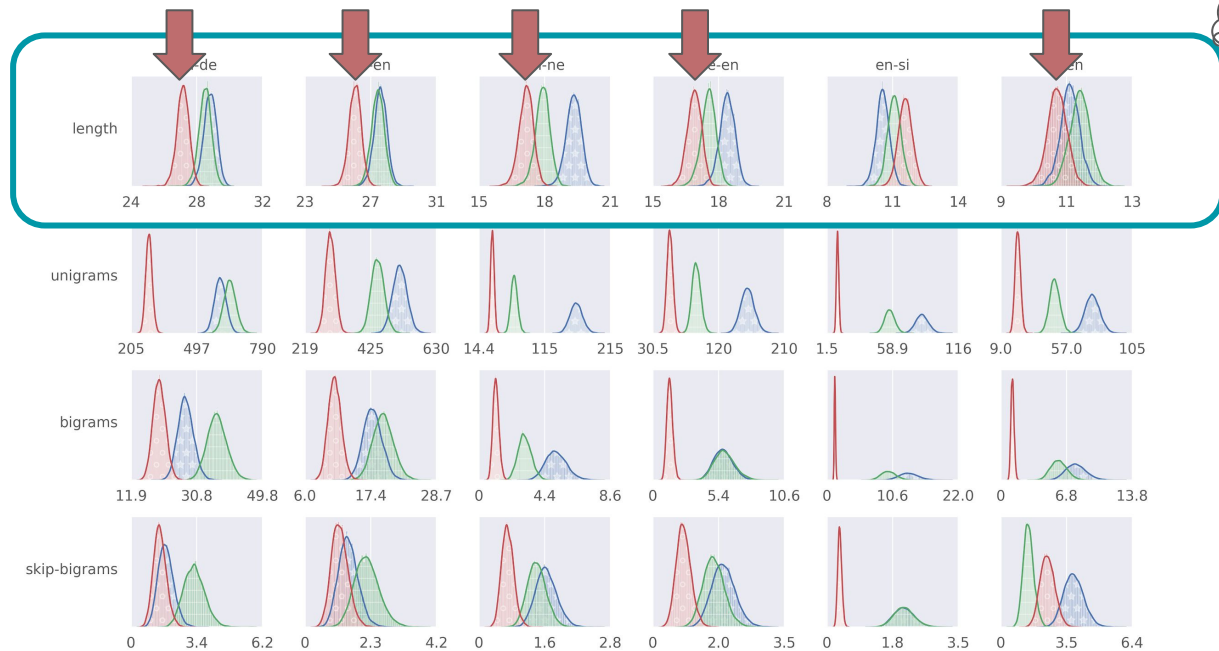 -de en -ne e-en en-si en
length
24 28 32 23 27 31 15 18 21 15 18 21 8 11 14 9 11 13
unigrams
205 497 790 219 425 630 14.4 115 215 30.5 120 210 1.5 58.9 116 9.0 57.0 105
bigrams
11.9 30.8 49.8 6.0 17.4 28.7 0 4.4 8.6 0 5.4 10.6 0 10.6 22.0 0 6.8 13.8
skip-bigrams
0 3.4 6.2 0 2.3 4.2 0 1.6 2.8 0 2.0 3.5 0 1.8 3.5 0 3.5 6.4